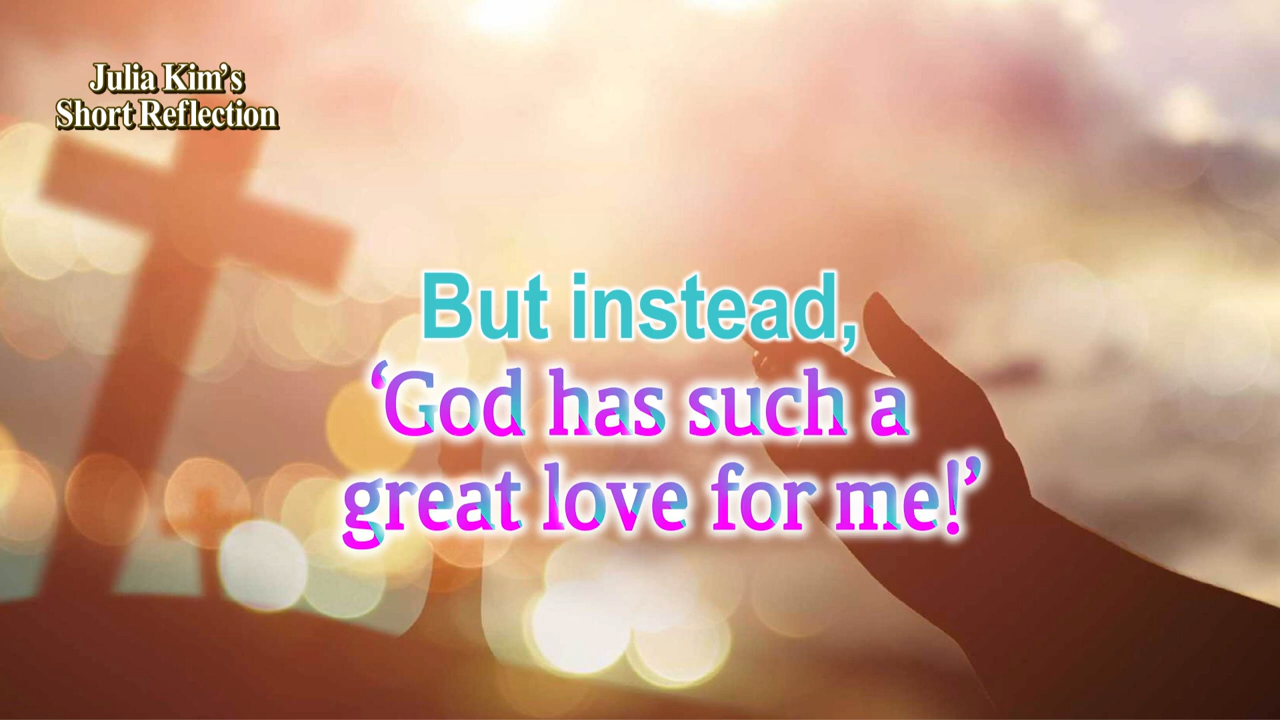 Julia Kim's
Short Reflection
But instead,
‘God has such a
great love for me!’